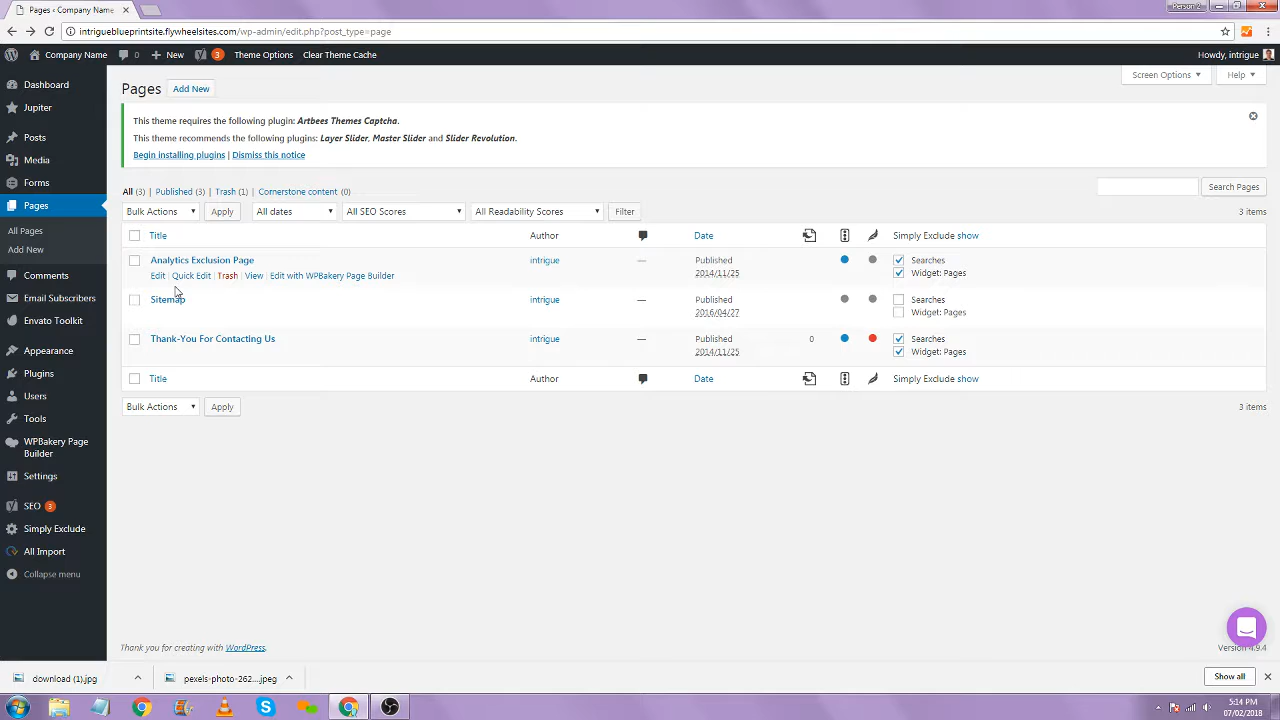 Pages ‹ Company Name
Person 2
intrigueblueprintsite.flywheelsites.com/wp-admin/edit.php?post_type=page
Company Name 0 New 3 Theme Options Clear Theme Cache Howdy, intrigue
Screen Options Help
Dashboard
Jupiter
Posts
Media
Forms
Pages
All Pages
Add New
Comments
Email Subscribers
Envato Toolkit
Appearance
Plugins
Users
Tools
WPBakery Page
Builder
Settings
SEO 3
Simply Exclude
All Import
Collapse menu
Pages Add New
This theme requires the following plugin: Artbees Themes Captcha.
This theme recommends the following plugins: Layer Slider, Master Slider and Slider Revolution.
Begin installing plugins | Dismiss this notice
All (3) | Published (3) | Trash (1) | Cornerstone content (0)
Search Pages
Bulk Actions Apply All dates All SEO Scores All Readability Scores Filter 3 items
Title Author Date Simply Exclude show
Analytics Exclusion Page intrigue — Published Searches
Edit | Quick Edit | Trash | View | Edit with WPBakery Page Builder 2014/11/25 Widget: Pages
Sitemap intrigue — Published Searches
2016/04/27 Widget: Pages
Thank-You For Contacting Us intrigue — Published 0 Searches
2014/11/25 Widget: Pages
Title Author Date Simply Exclude show
Bulk Actions Apply 3 items
Thank you for creating with WordPress.
Version 4.9.4
download (1).jpg pexels-photo-262....jpeg Show all
5:14 PM
07/02/2018